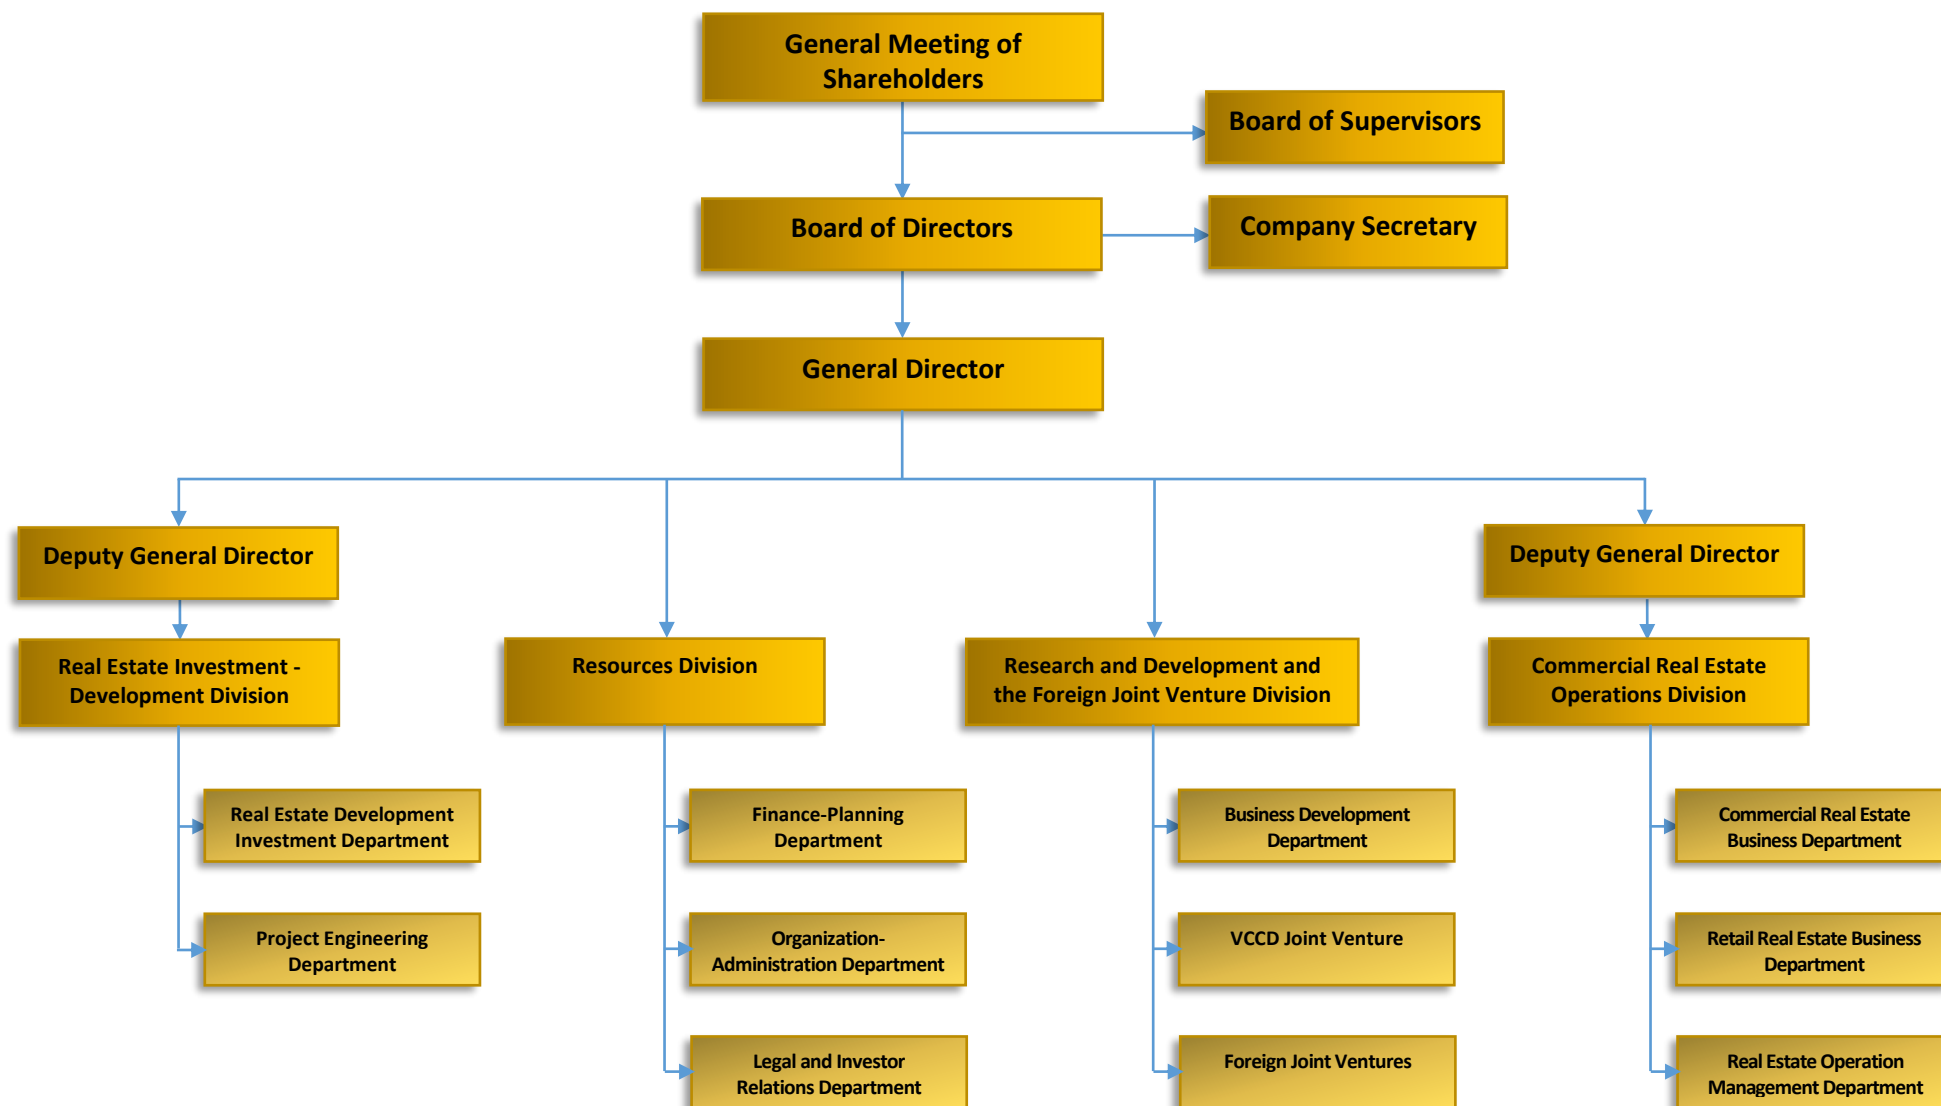 General Meeting of
Shareholders
Board of Supervisors
Board of Directors
Company Secretary
General Director
Deputy General Director
Deputy General Director
Real Estate Investment -
Development Division
Resources Division
Research and Development and
the Foreign Joint Venture Division
Commercial Real Estate
Operations Division
Real Estate Development
Investment Department
Finance-Planning
Department
Business Development
Department
Commercial Real Estate
Business Department
Project Engineering
Department
Organization-
Administration Department
VCCD Joint Venture
Retail Real Estate Business
Department
Legal and Investor
Relations Department
Foreign Joint Ventures
Real Estate Operation
Management Department